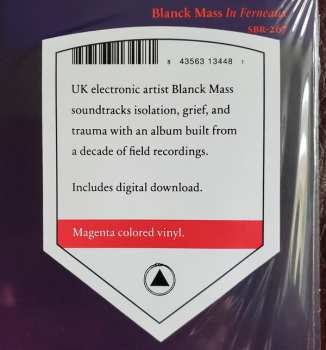 Blanck Mass In Ferneaux
SBR-267
8 43563 13448 1
UK electronic artist Blanck Mass
soundtracks isolation, grief, and
trauma with an album built from
a decade of field recordings.
Includes digital download.
Magenta colored vinyl.